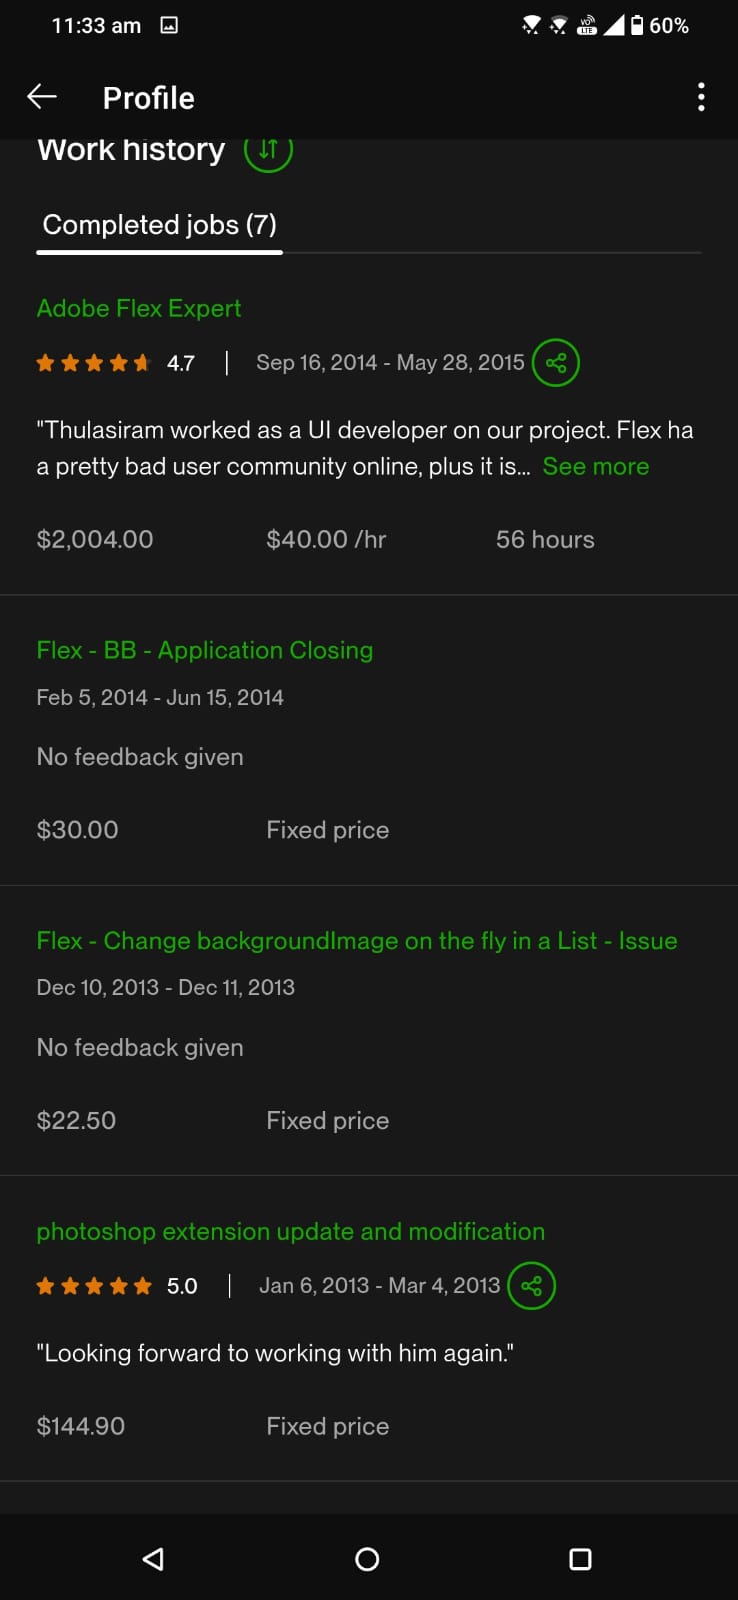 11:33 am
VO LTE
60%
Profile
Work history
Completed jobs (7)
Adobe Flex Expert
4.7 | Sep 16, 2014 - May 28, 2015
"Thulasiram worked as a UI developer on our project. Flex ha
a pretty bad user community online, plus it is... See more
$2,004.00 $40.00 /hr 56 hours
Flex - BB - Application Closing
Feb 5, 2014 - Jun 15, 2014
No feedback given
$30.00 Fixed price
Flex - Change backgroundImage on the fly in a List - Issue
Dec 10, 2013 - Dec 11, 2013
No feedback given
$22.50 Fixed price
photoshop extension update and modification
5.0 | Jan 6, 2013 - Mar 4, 2013
"Looking forward to working with him again."
$144.90 Fixed price